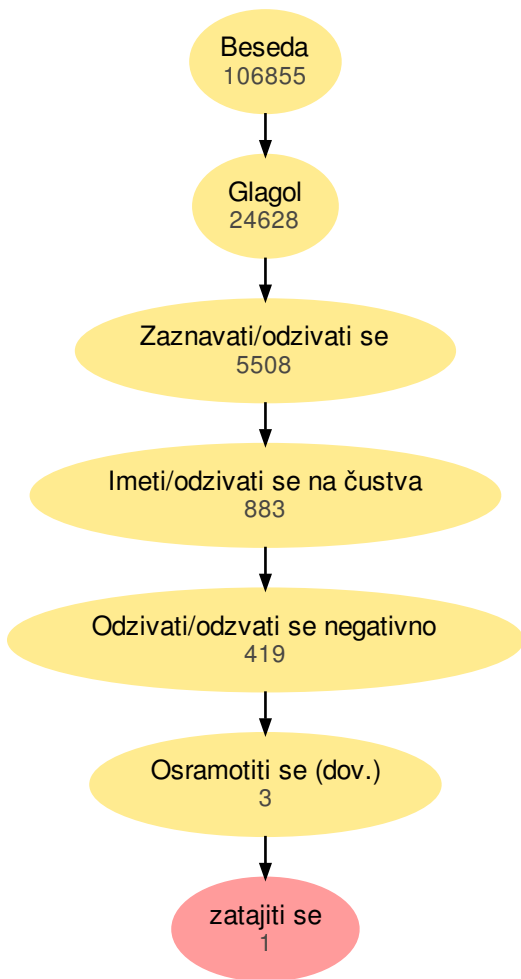 Beseda
106855
Glagol
24628
Zaznavati/odzivati se
5508
Imeti/odzivati se na čustva
883
Odzivati/odzvati se negativno
419
Osramotiti se (dov.)
3
zatajiti se
1